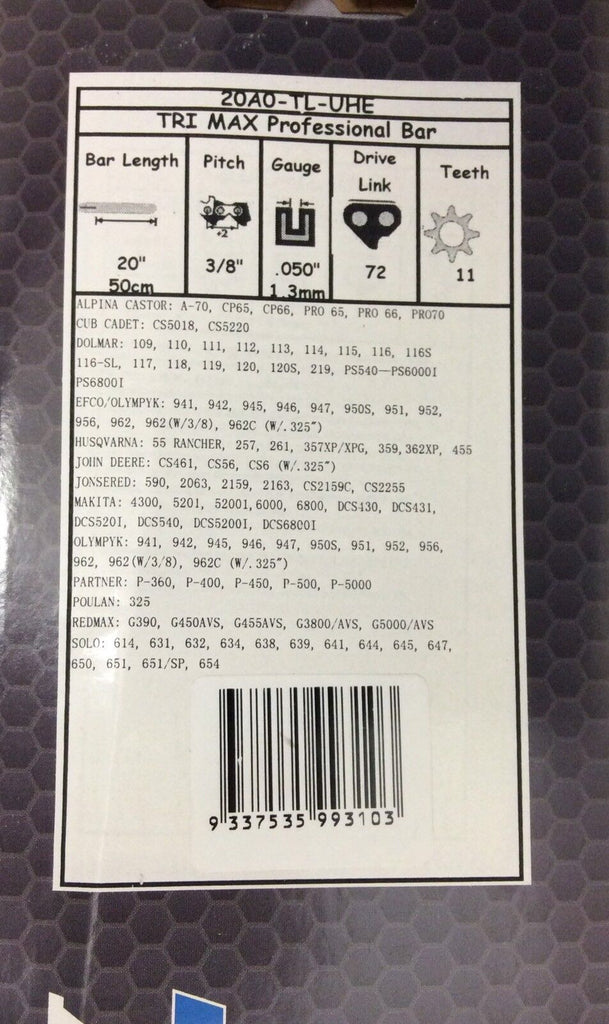 20A0-TL-UHE
TRI MAX Professional Bar
Bar Length Pitch Gauge Drive Link Teeth
+2
20" 3/8" .050" 72 11
50cm 1.3mm
ALPINA CASTOR: A-70, CP65, CP66, PRO 65, PRO 66, PRO70
CUB CADET: CS5018, CS5220
DOLMAR: 109, 110, 111, 112, 113, 114, 115, 116, 116S
116-SL, 117, 118, 119, 120, 120S, 219, PS540—PS6000I
PS6800I
EFCO/OLYMPYK: 941, 942, 945, 946, 947, 950S, 951, 952,
956, 962, 962(W/3/8), 962C (W/.325")
HUSQVARNA: 55 RANCHER, 257, 261, 357XP/XPG, 359,362XP, 455
JOHN DEERE: CS461, CS56, CS6 (W/.325")
JONSERED: 590, 2063, 2159, 2163, CS2159C, CS2255
MAKITA: 4300, 5201, 52001,6000, 6800, DCS430, DCS431,
DCS520I, DCS540, DCS5200I, DCS6800I
OLYMPYK: 941, 942, 945, 946, 947, 950S, 951, 952, 956,
962, 962(W/3/8), 962C (W/.325")
PARTNER: P-360, P-400, P-450, P-500, P-5000
POULAN: 325
REDMAX: G390, G450AVS, G455AVS, G3800/AVS, G5000/AVS
SOLO: 614, 631, 632, 634, 638, 639, 641, 644, 645, 647,
650, 651, 651/SP, 654
9 337535 993103